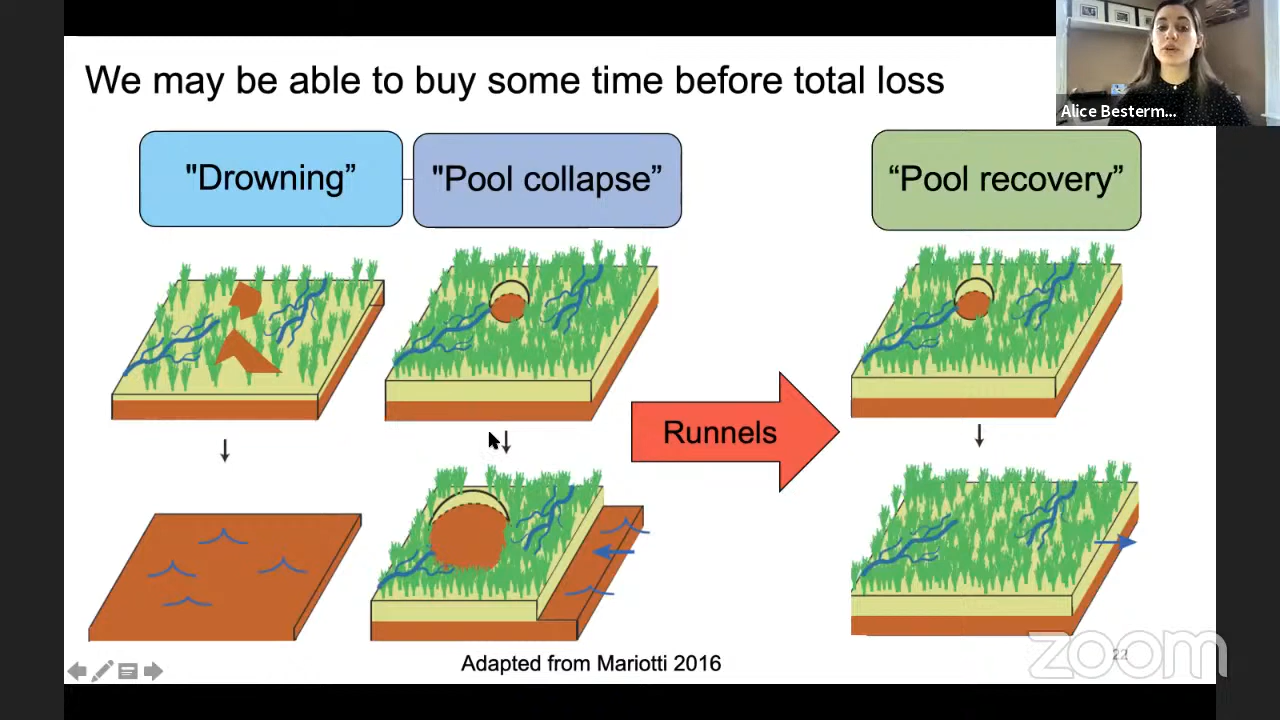 We may be able to buy some time before total loss
Alice Besterm...
"Drowning”
"Pool collapse”
“Pool recovery”
Runnels
Adapted from Mariotti 2016
22
zoom